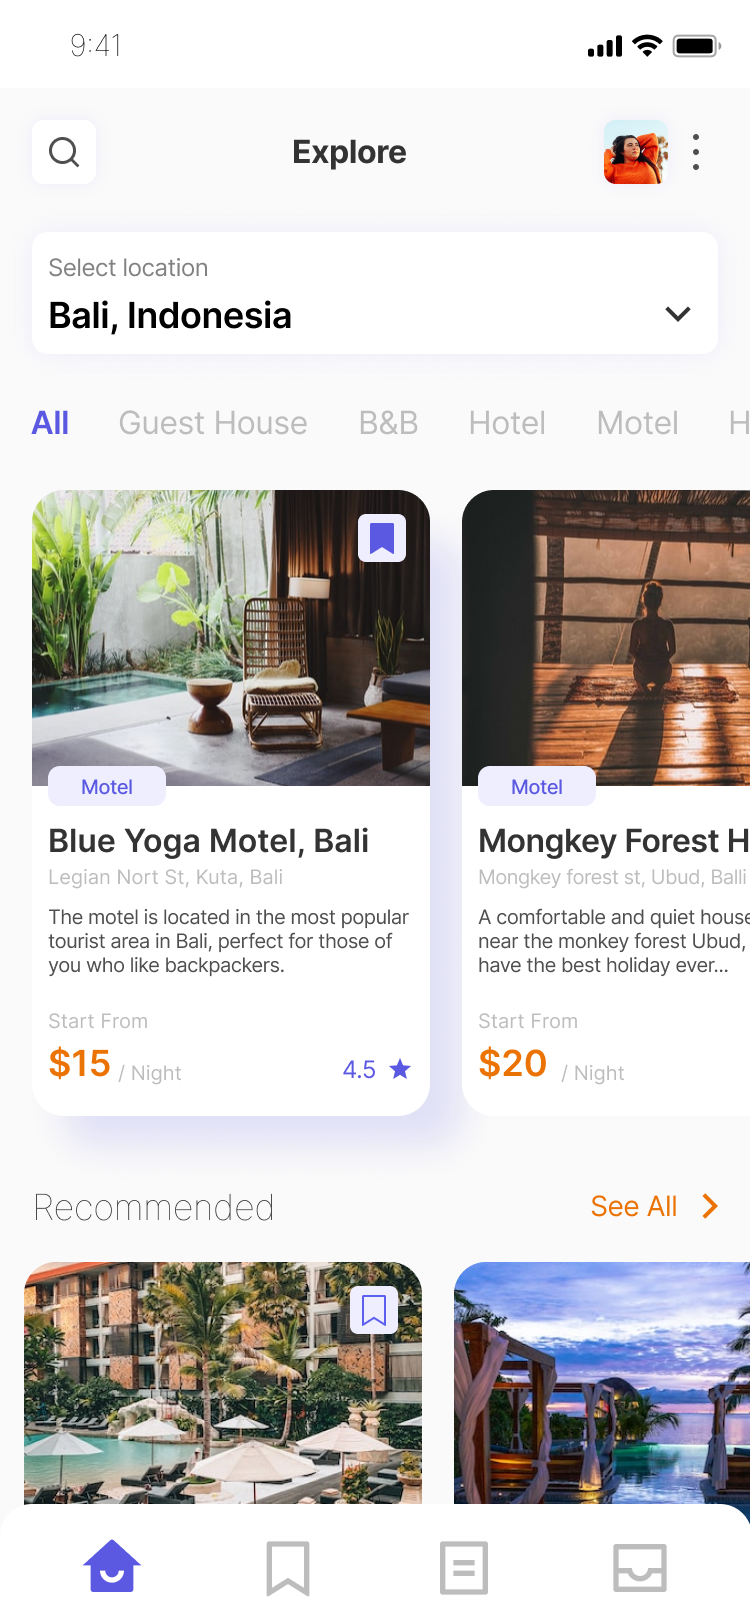 9:41
Explore
Select location
Bali, Indonesia
All Guest House B&B Hotel Motel H
Motel
Blue Yoga Motel, Bali
Legian Nort St, Kuta, Bali
The motel is located in the most popular
tourist area in Bali, perfect for those of
you who like backpackers.
Start From
$15 / Night
4.5
Motel
Mongkey Forest H
Mongkey forest st, Ubud, Balli
A comfortable and quiet house
near the monkey forest Ubud,
have the best holiday ever...
Start From
$20 / Night
Recommended
See All